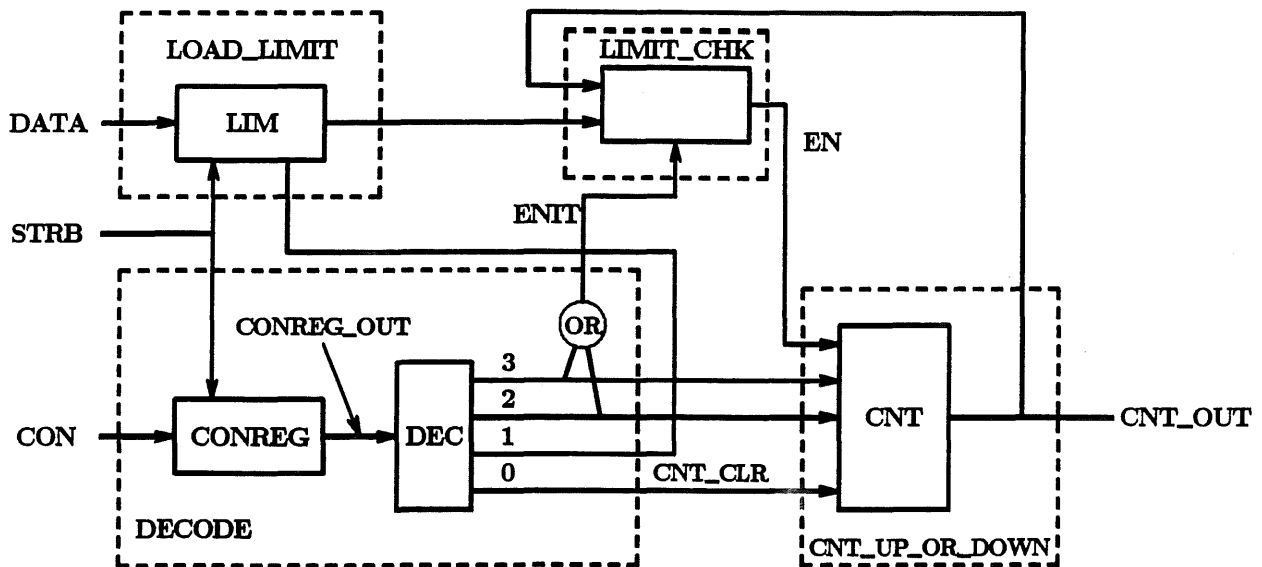 LOAD_LIMIT
LIMIT_CHK
DATA
LIM
EN
STRB
ENIT
CONREG_OUT
OR
3
2
1
0
CON
CONREG
DEC
CNT
CNT_OUT
CNT_CLR
DECODE
CNT_UP_OR_DOWN